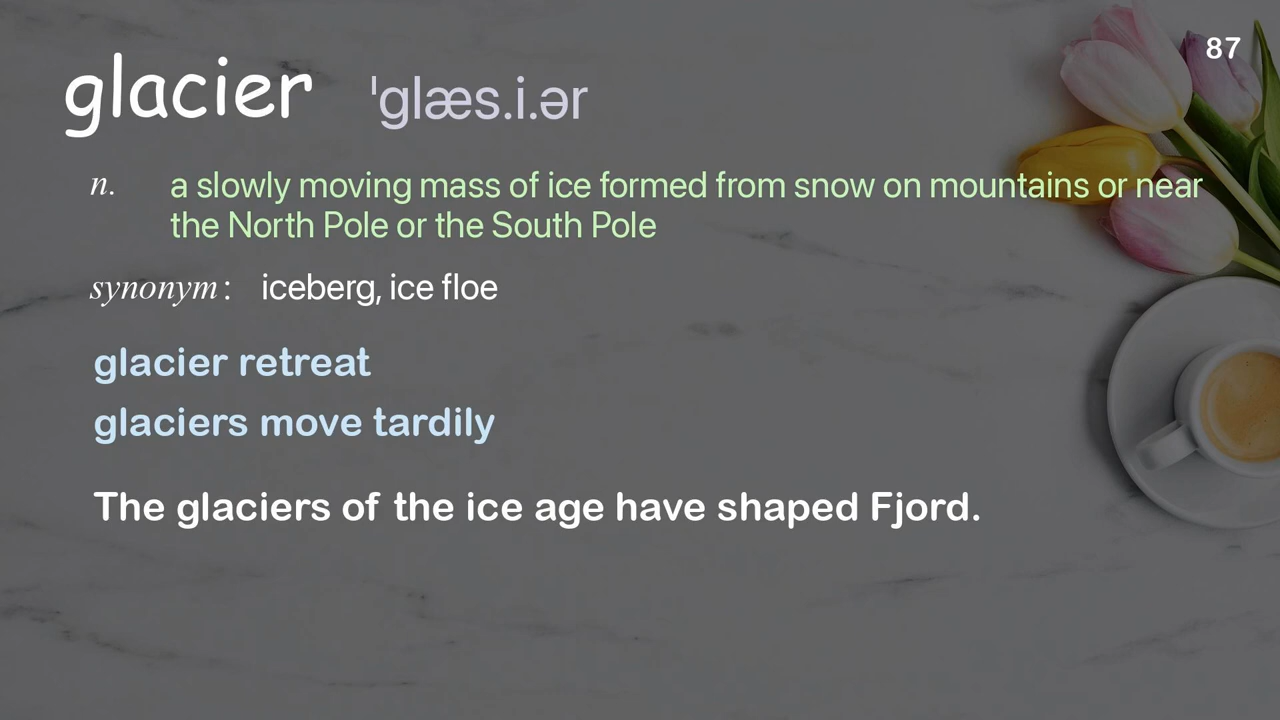 87
glacier ˈglæs.i.ər
n. a slowly moving mass of ice formed from snow on mountains or near
the North Pole or the South Pole
synonym: iceberg, ice floe
glacier retreat
glaciers move tardily
The glaciers of the ice age have shaped Fjord.